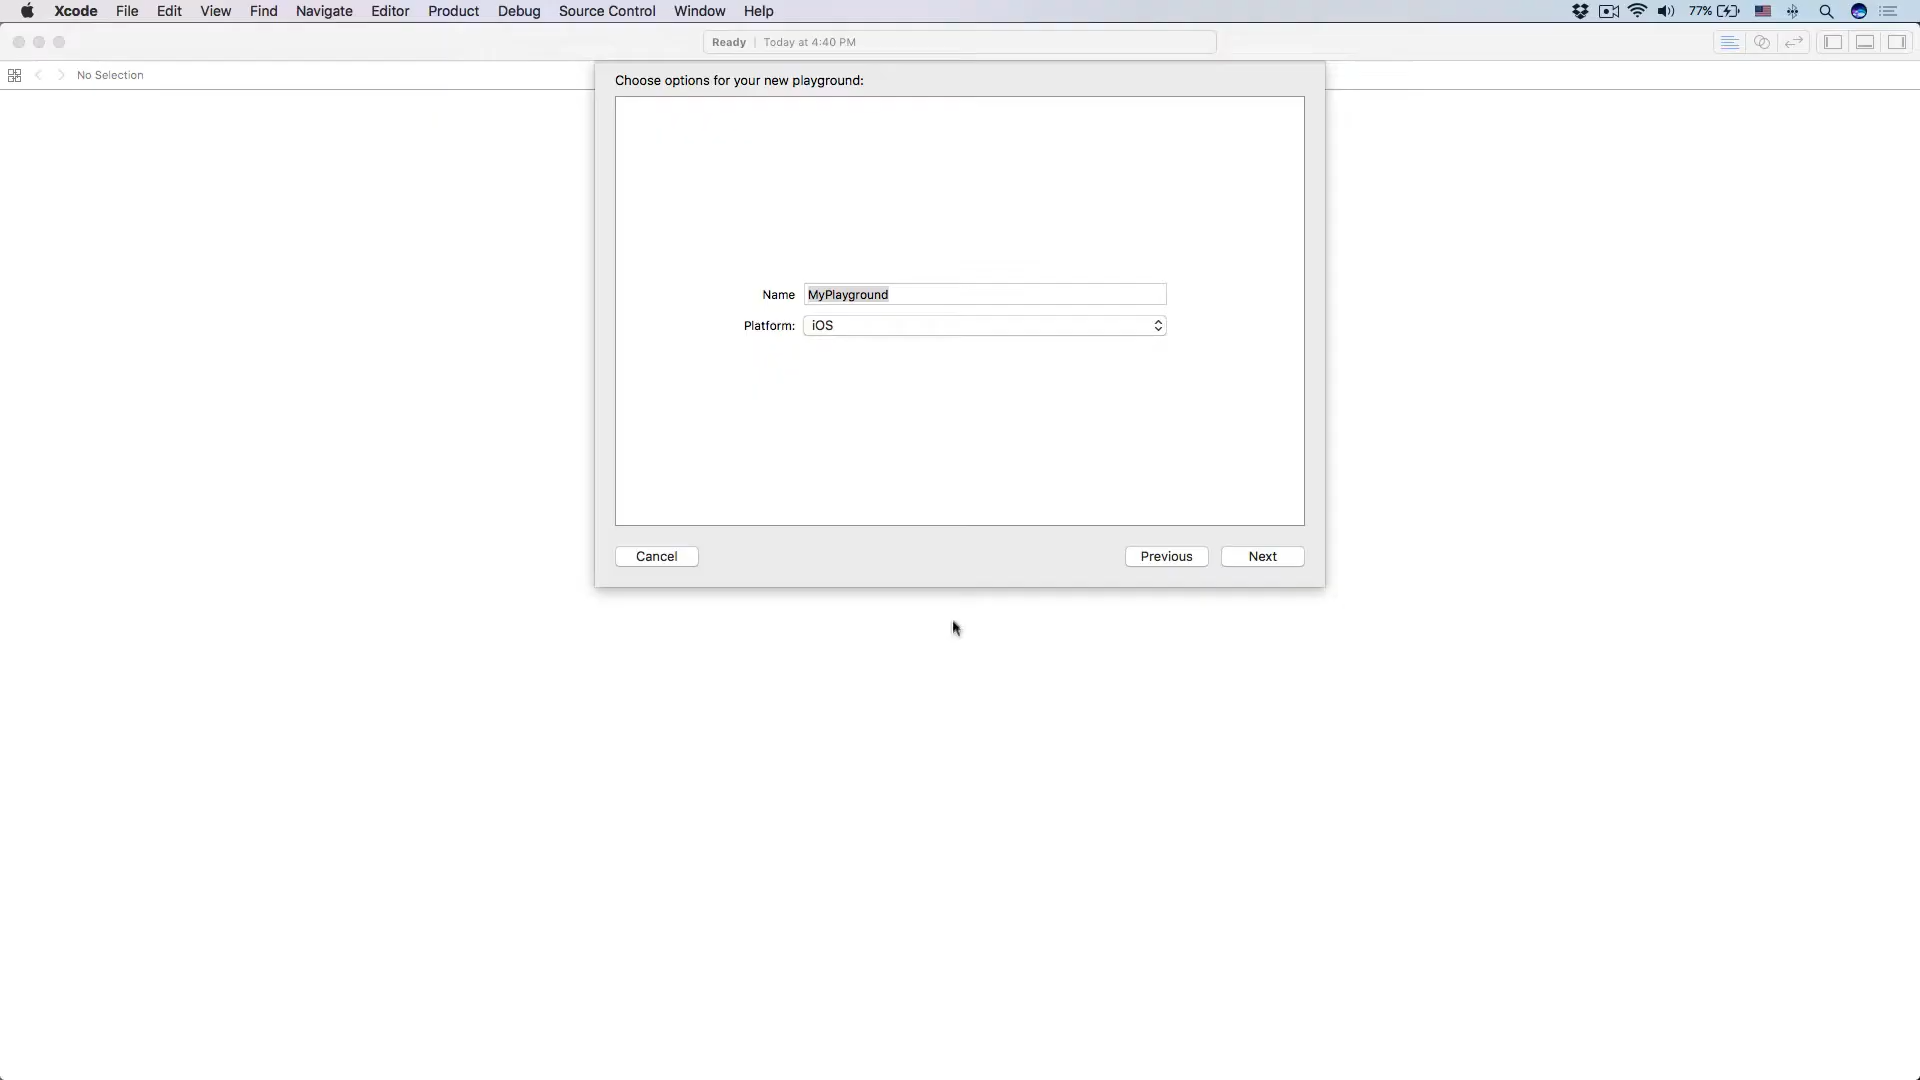 Xcode File Edit View Find Navigate Editor Product Debug Source Control Window Help 77%
Ready | Today at 4:40 PM
No Selection
Choose options for your new playground:
Name MyPlayground
Platform: iOS
Cancel Previous Next